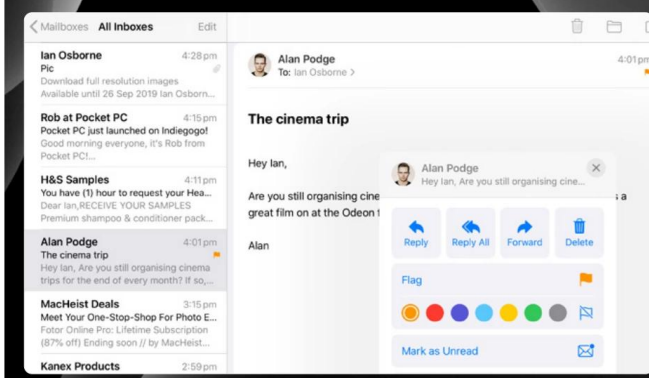 Mailboxes All Inboxes Edit
Ian Osborne 4:28 pm
Pic
Download full resolution images
Available until 26 Sep 2019 Ian Osborn...
Rob at Pocket PC 4:15 pm
Pocket PC just launched on Indiegogo!
Good morning everyone, it's Rob from
Pocket PC!...
H&S Samples 4:11 pm
You have (1) hour to request your Hea...
Dear Ian,RECEIVE YOUR SAMPLES
Premium shampoo & conditioner pack...
Alan Podge 4:01 pm
The cinema trip
Hey Ian, Are you still organising cinema
trips for the end of every month? If so,...
MacHeist Deals 3:15 pm
Meet Your One-Stop-Shop For Photo E...
Fotor Online Pro: Lifetime Subscription
(87% off) Ending soon // by MacHeist...
Kanex Products 2:59 pm
Alan Podge 4:01 pm
To: Ian Osborne >
The cinema trip
Hey Ian,
Are you still organising cine s a
great film on at the Odeon
Alan
Alan Podge
Hey Ian, Are you still organising cine...
Reply Reply All Forward Delete
Flag
Mark as Unread